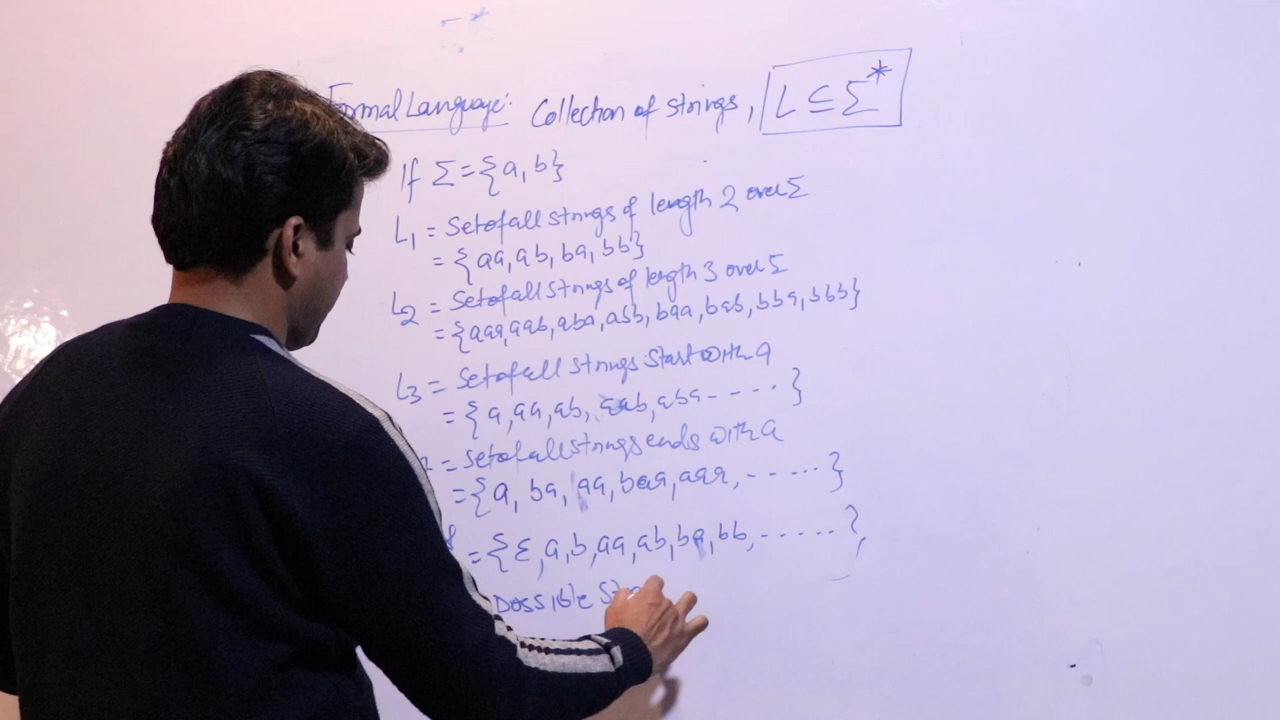 Formal Language: Collection of strings, L ⊆ Σ*
If Σ = {a, b}
L1 = Set of all strings of length 2 over Σ
= {aa, ab, ba, bb}
L2 = Set of all strings of length 3 over Σ
= {aaa, aab, aba, abb, baa, bab, bba, bbb}
L3 = Set of all strings start with a
= {a, aa, ab, aab, aba - - - - }
= Set of all strings ends with a
= {a, ba, aa, baa, aaa, - - - - - - }
= {ε, a, b, aa, ab, ba, bb, - - - - - - },
possible